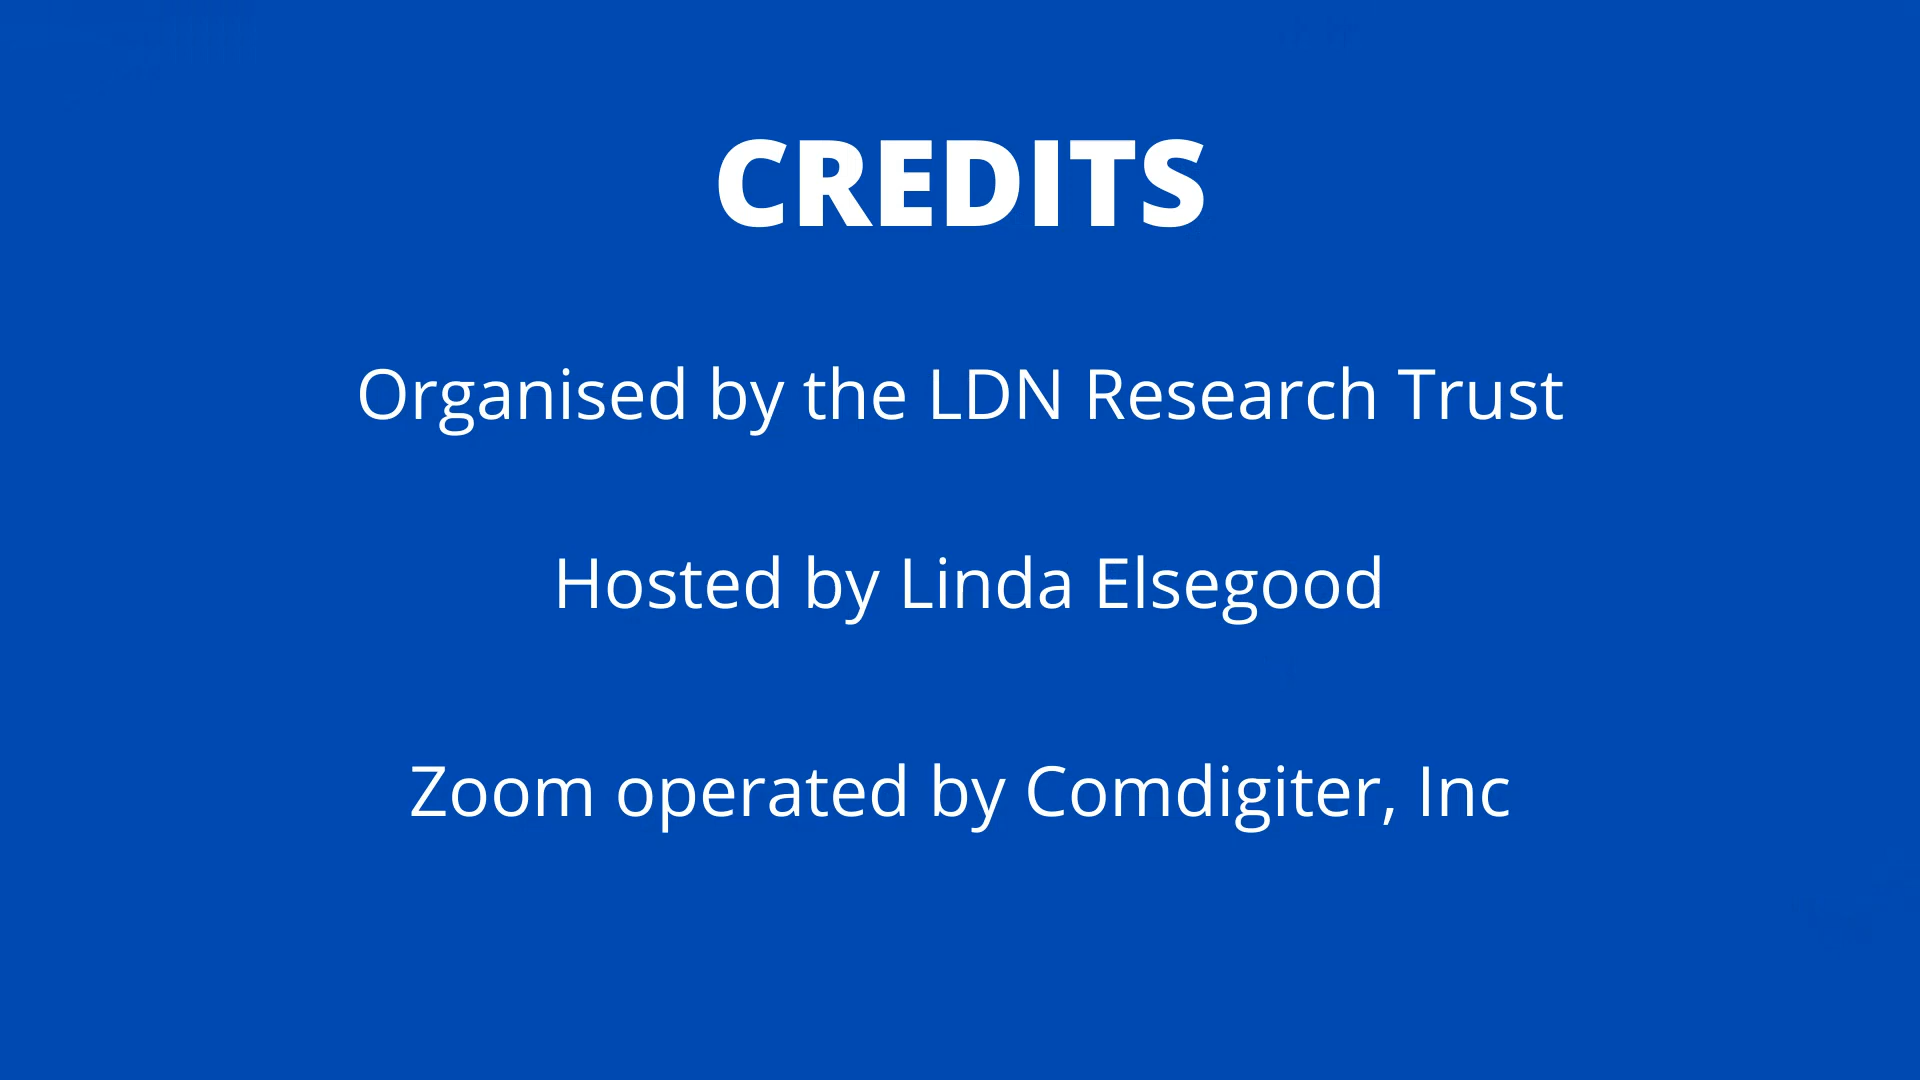 CREDITS
Organised by the LDN Research Trust
Hosted by Linda Elsegood
Zoom operated by Comdigiter, Inc